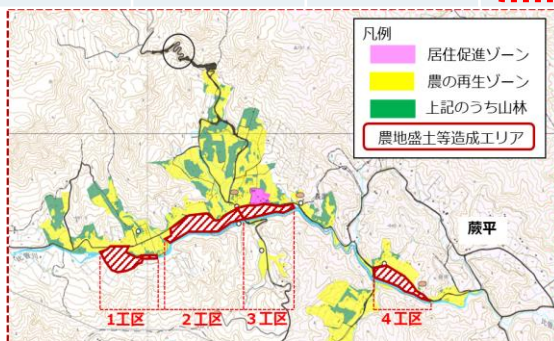 凡例
居住促進ゾーン
農の再生ゾーン
上記のうち山林
農地盛土等造成エリア
蕨平
1工区
2工区
3工区
4工区